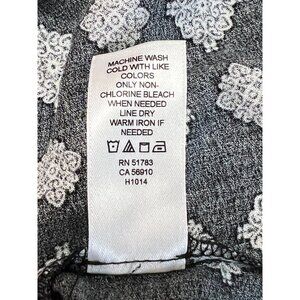 MACHINE WASH
COLD WITH LIKE
COLORS
ONLY NON-
CHLORINE BLEACH
WHEN NEEDED
LINE DRY
WARM IRON IF
NEEDED
RN 51783
CA 56910
H1014